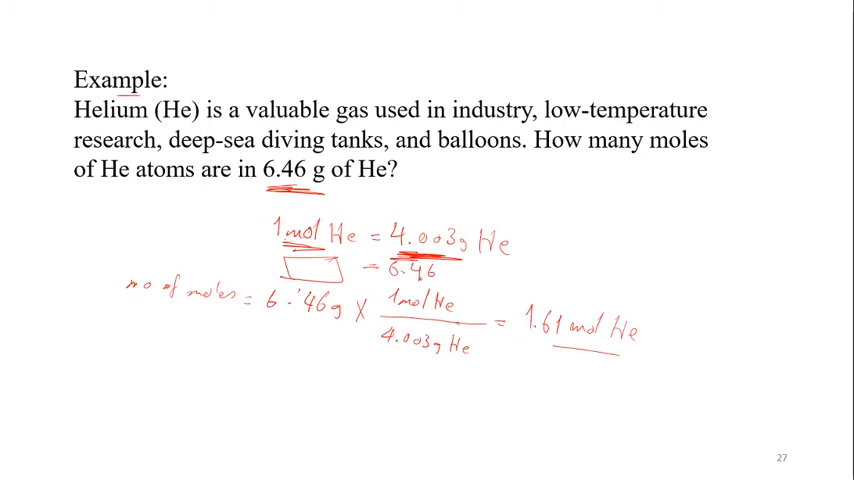 Example:
Helium (He) is a valuable gas used in industry, low-temperature
research, deep-sea diving tanks, and balloons. How many moles
of He atoms are in 6.46 g of He?
1 mol He = 4.003g He
= 6.46
no of moles = 6.46g x 1 mol He / 4.003g He = 1.61 mol He
27